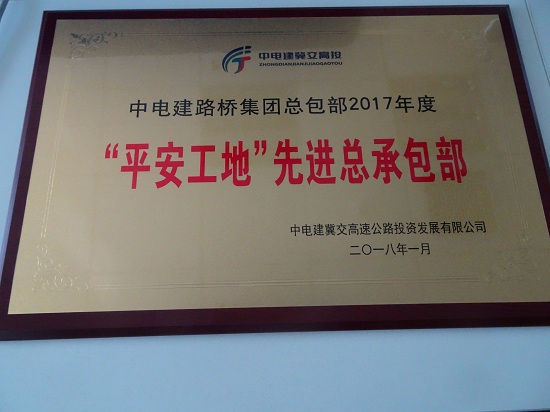 中电建冀交高投
ZHONGDIANJIANJIJIAOGAOTOU
中电建路桥集团总包部2017年度
“平安工地”先进总承包部
中电建冀交高速公路投资发展有限公司
二〇一八年一月